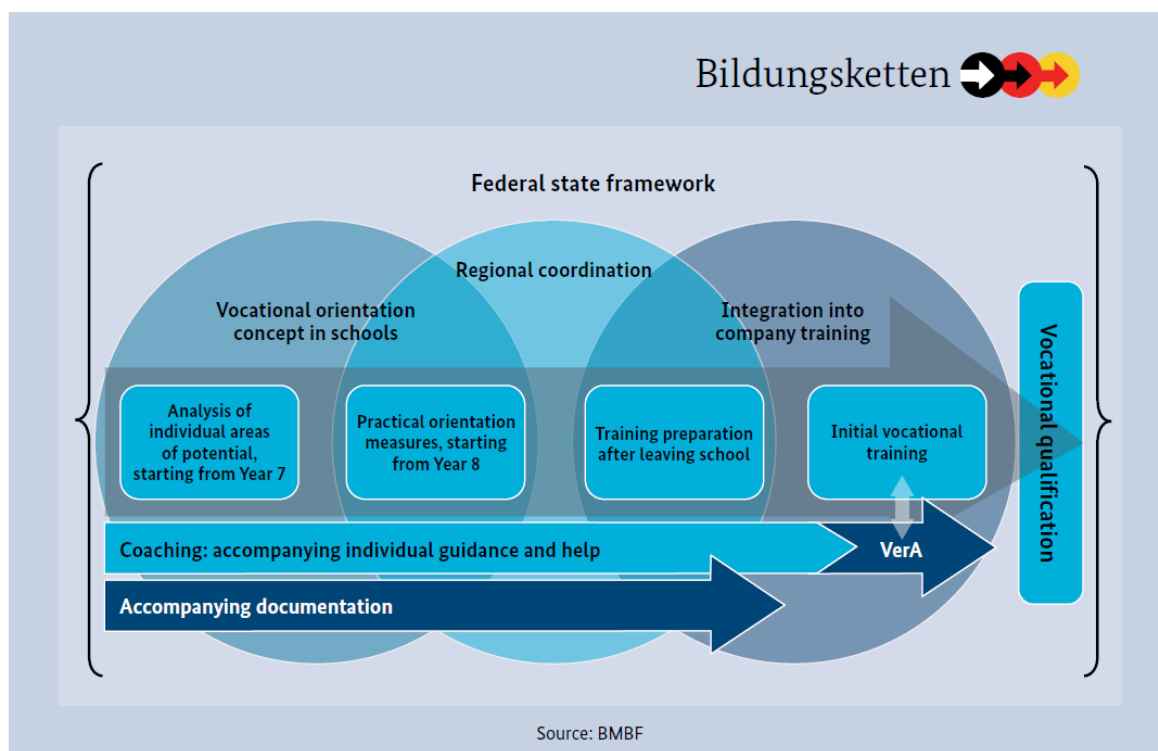 Bildungsketten
Federal state framework
Regional coordination
Vocational orientation
concept in schools
Integration into
company training
Analysis of
individual areas
of potential,
starting from Year 7
Practical orientation
measures, starting
from Year 8
Training preparation
after leaving school
Initial vocational
training
Vocational qualification
Coaching: accompanying individual guidance and help
VerA
Accompanying documentation
Source: BMBF